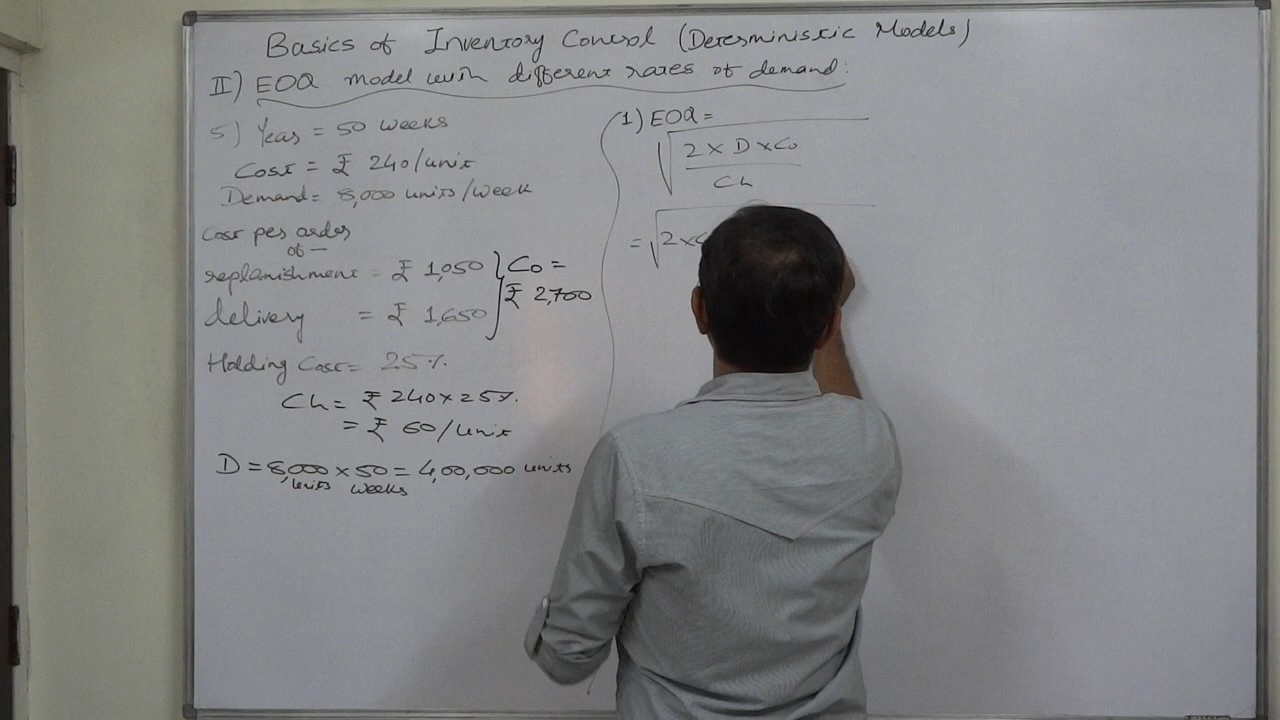 Basics of Inventory Control (Deterministic Models)
II) EOQ model with different rates of demand:
5) Year = 50 weeks
Cost = ₹ 240/unit
Demand = 8,000 units/week
Cost per order
of —
replanishment = ₹ 1,050
delivery = ₹ 1,650
Co =
₹ 2,700
Holding Cost = 25%
Ch = ₹ 240 x 25%
= ₹ 60/unit
D = 8,000 x 50 = 4,00,000 units
units weeks
1) EOQ =
√ 2 x D x Co
Ch
= √ 2 x